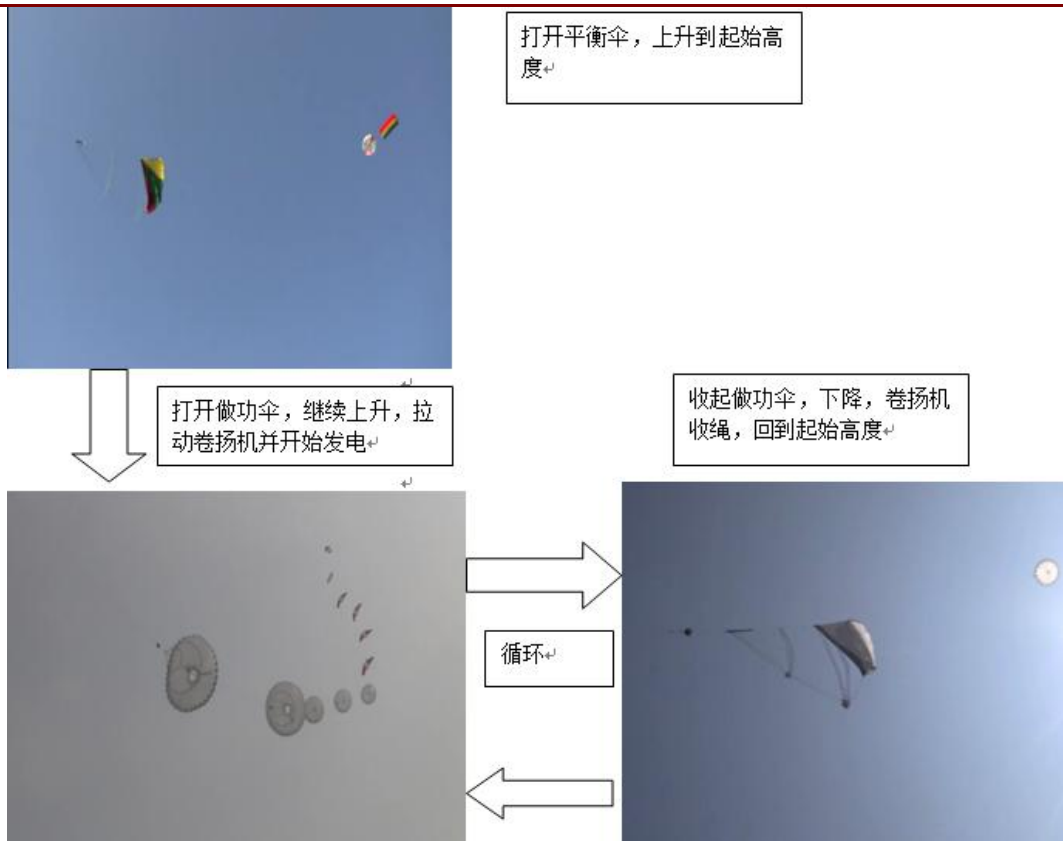 打开平衡伞，上升到起始高
度
打开做功伞，继续上升，拉
动卷扬机并开始发电
收起做功伞，下降，卷扬机
收绳，回到起始高度
循环